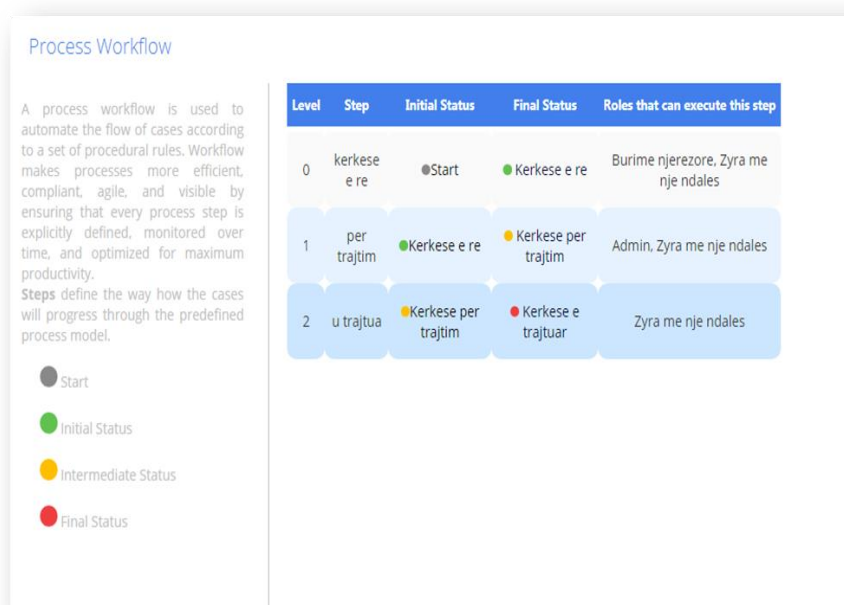 Process Workflow
A process workflow is used to
automate the flow of cases according
to a set of procedural rules. Workflow
makes processes more efficient,
compliant, agile, and visible by
ensuring that every process step is
explicitly defined, monitored over
time, and optimized for maximum
productivity.
Steps define the way how the cases
will progress through the predefined
process model.
Start
Initial Status
Intermediate Status
Final Status
Level Step Initial Status Final Status Roles that can execute this step
0 kerkese e re Start Kerkese e re Burime njerezore, Zyra me nje ndales
1 per trajtim Kerkese e re Kerkese per trajtim Admin, Zyra me nje ndales
2 u trajtua Kerkese per trajtim Kerkese e trajtuar Zyra me nje ndales